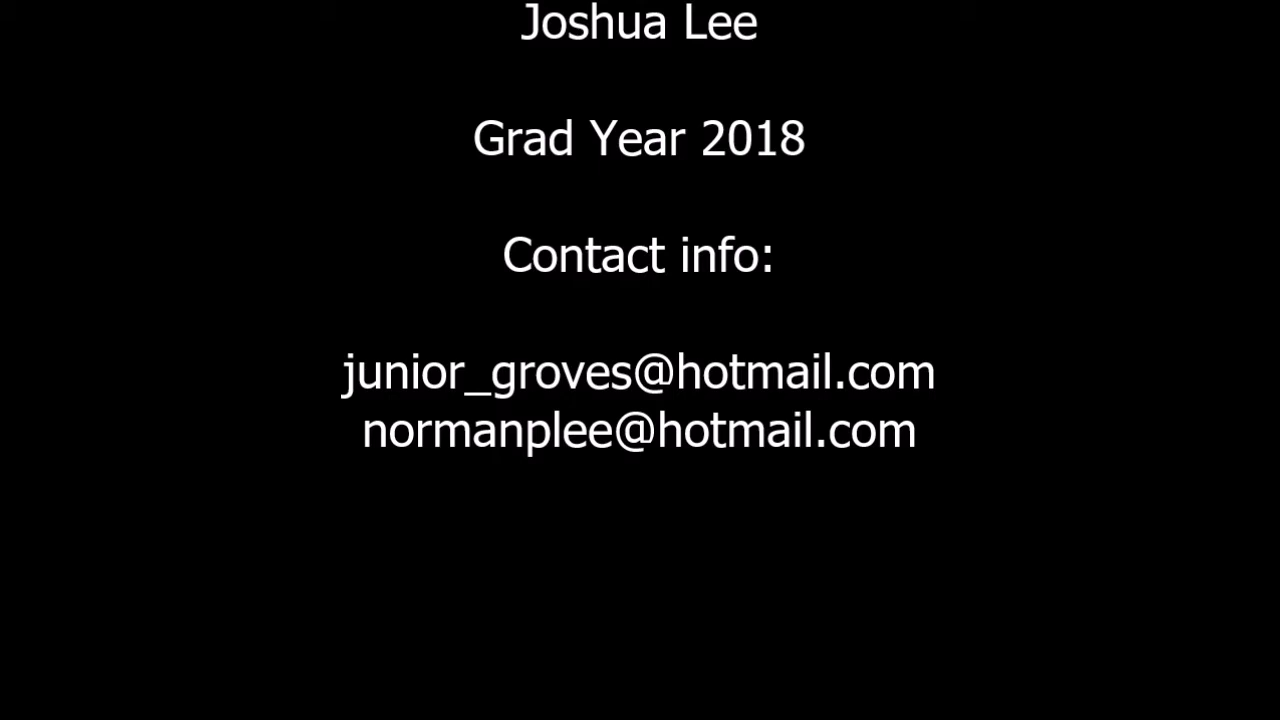 Joshua Lee
Grad Year 2018
Contact info:
junior_groves@hotmail.com
normanplee@hotmail.com